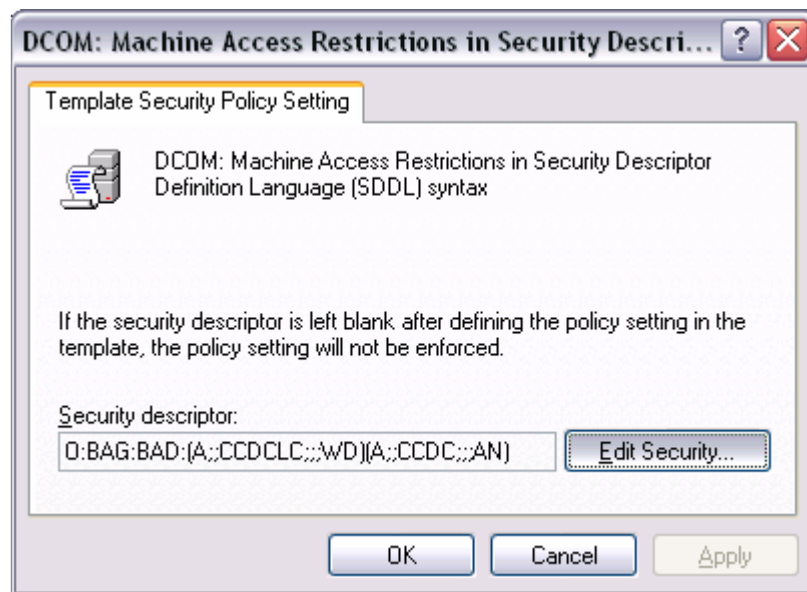 DCOM: Machine Access Restrictions in Security Descri...
Template Security Policy Setting
DCOM: Machine Access Restrictions in Security Descriptor
Definition Language (SDDL) syntax
If the security descriptor is left blank after defining the policy setting in the
template, the policy setting will not be enforced.
Security descriptor:
O:BAG:BAD:(A;;CCDCLC;;;WD)(A;;CCDC;;;AN)
Edit Security...
OK
Cancel
Apply